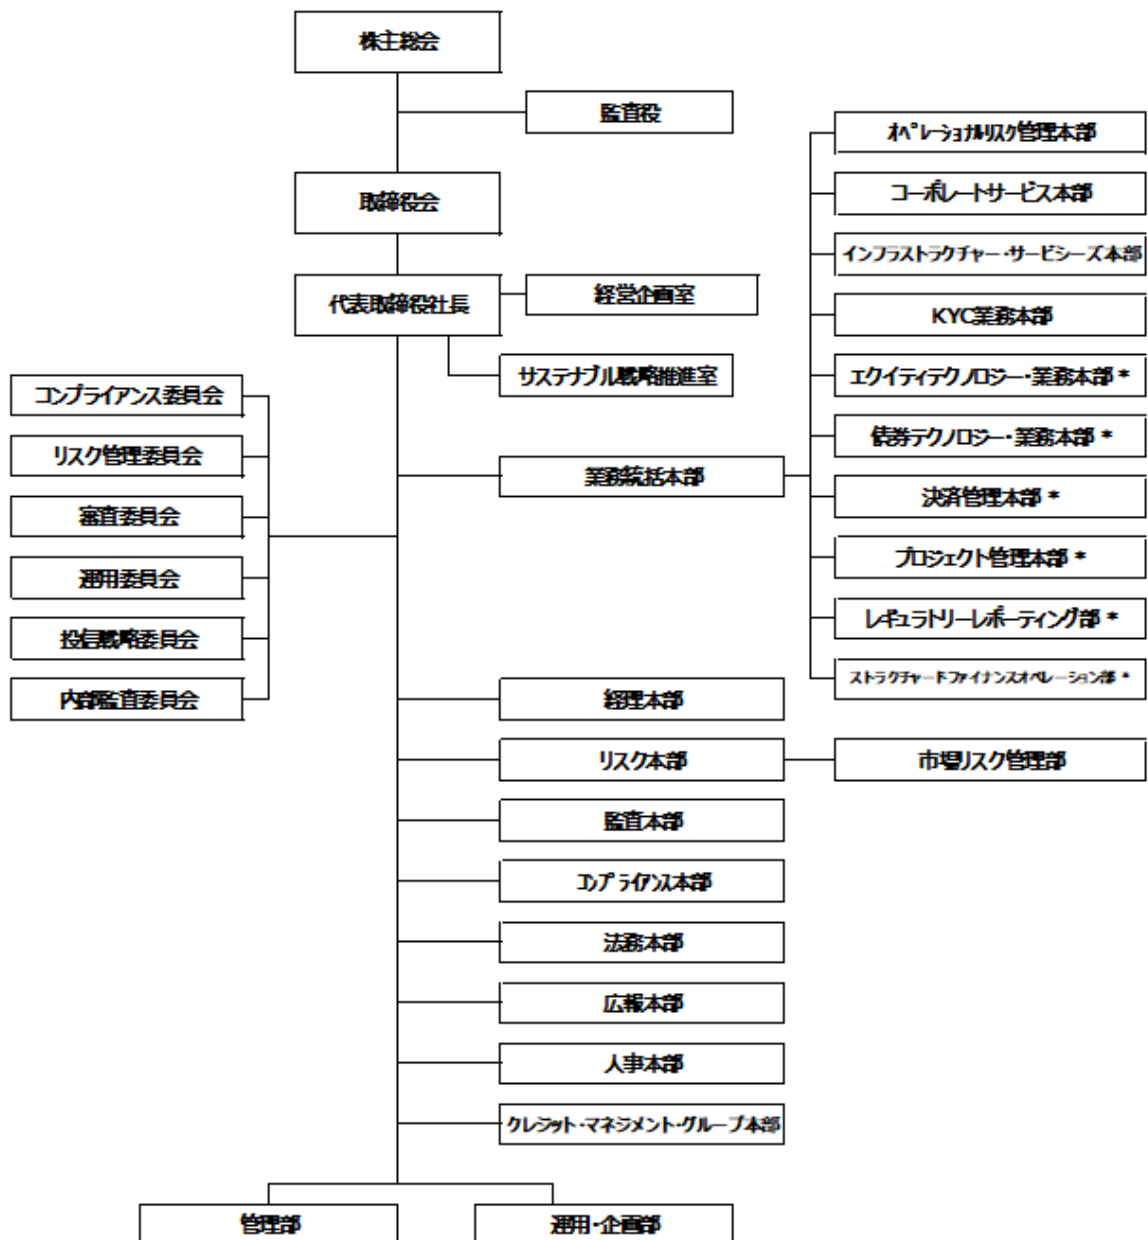 株主総会
監査役
取締役会
代表取締役社長
経営企画室
サステナブル戦略推進室
コンプライアンス委員会
リスク管理委員会
審査委員会
運用委員会
投信戦略委員会
内部監査委員会
業務統括本部
オペレーショナルリスク管理本部
コーポレートサービス本部
インフラストラクチャー・サービシーズ本部
KYC業務本部
エクイティテクノロジー・業務本部*
債券テクノロジー・業務本部*
決済管理本部*
プロジェクト管理本部*
レギュラトリーレポーティング部*
ストラクチャードファイナンスオペレーション部*
経理本部
リスク本部
市場リスク管理部
監査本部
コンプライアンス本部
法務本部
広報本部
人事本部
クレジット・マネジメント・グループ本部
管理部
運用・企画部